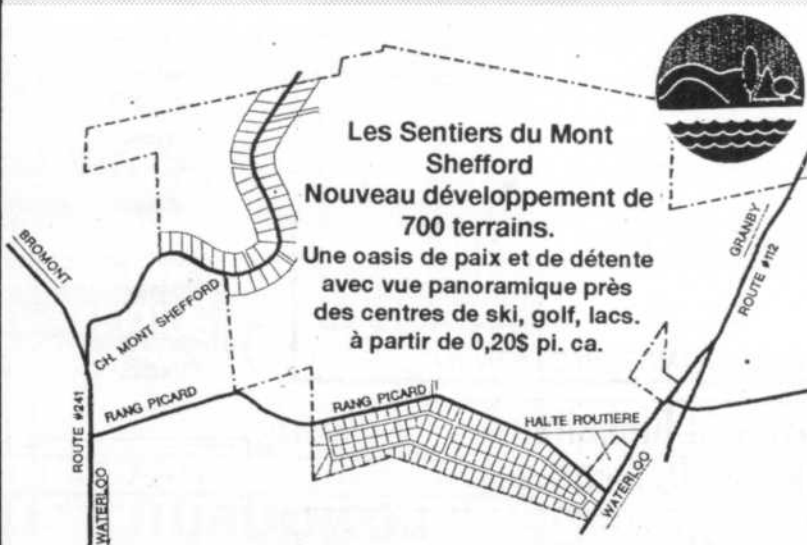 Les Sentiers du Mont
Shefford
Nouveau développement de
700 terrains.
Une oasis de paix et de détente
avec vue panoramique près
des centres de ski, golf, lacs.
à partir de 0,20$ pi. ca.
BROMONT
CH. MONT SHEFFORD
RANG PICARD
ROUTE #241
WATERLOO
RANG PICARD
HALTE ROUTIERE
GRANBY
ROUTE #112
WATERLOO